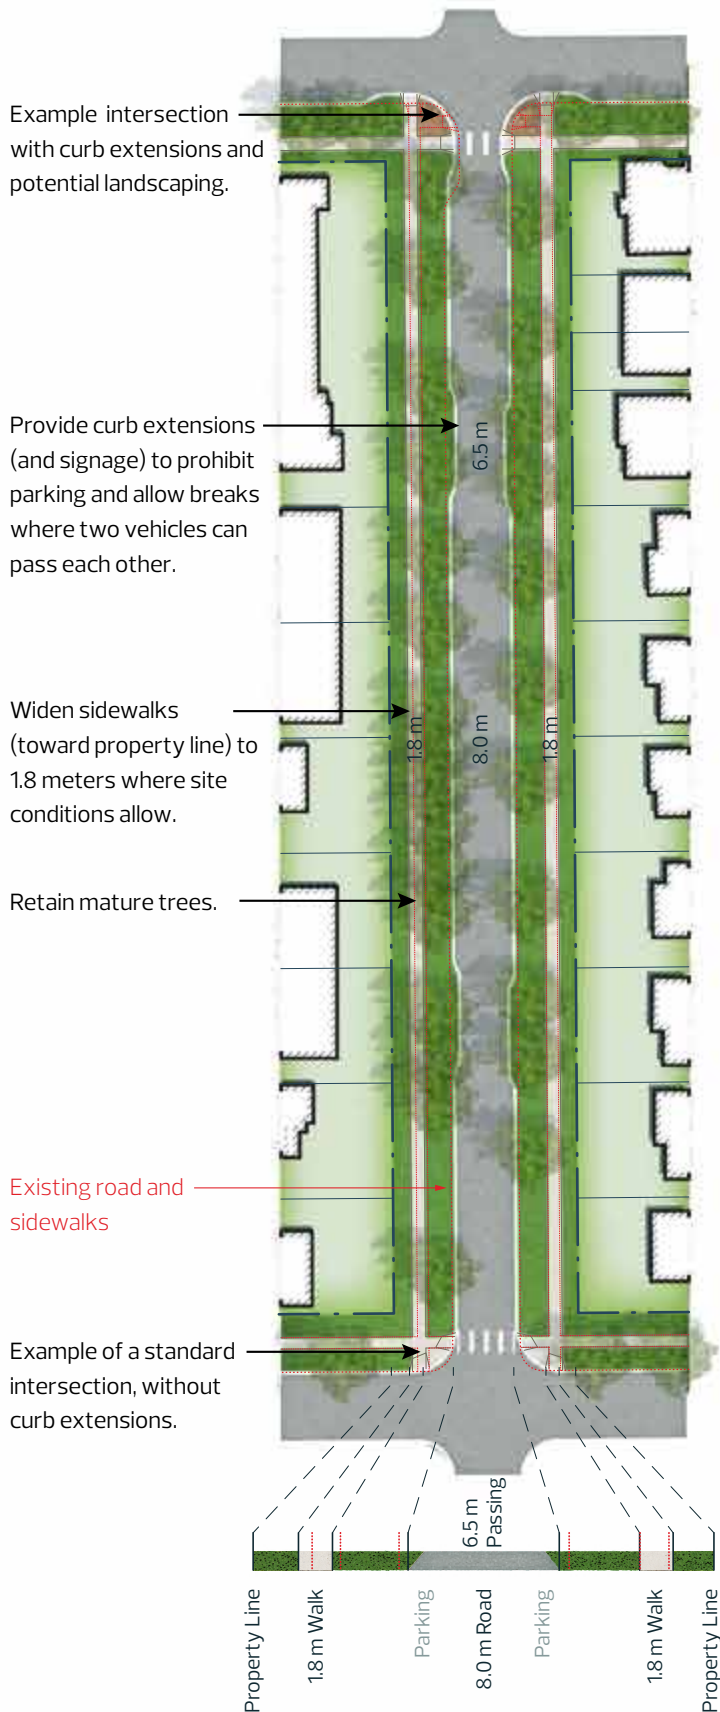 Example intersection
with curb extensions and
potential landscaping.
Provide curb extensions
(and signage) to prohibit
parking and allow breaks
where two vehicles can
pass each other.
6.5 m
Widen sidewalks
(toward property line) to
1.8 meters where site
conditions allow.
1.8 m
8.0 m
1.8 m
Retain mature trees.
Existing road and
sidewalks
Example of a standard
intersection, without
curb extensions.
6.5 m
Passing
Property Line
1.8 m Walk
Parking
8.0 m Road
Parking
1.8 m Walk
Property Line